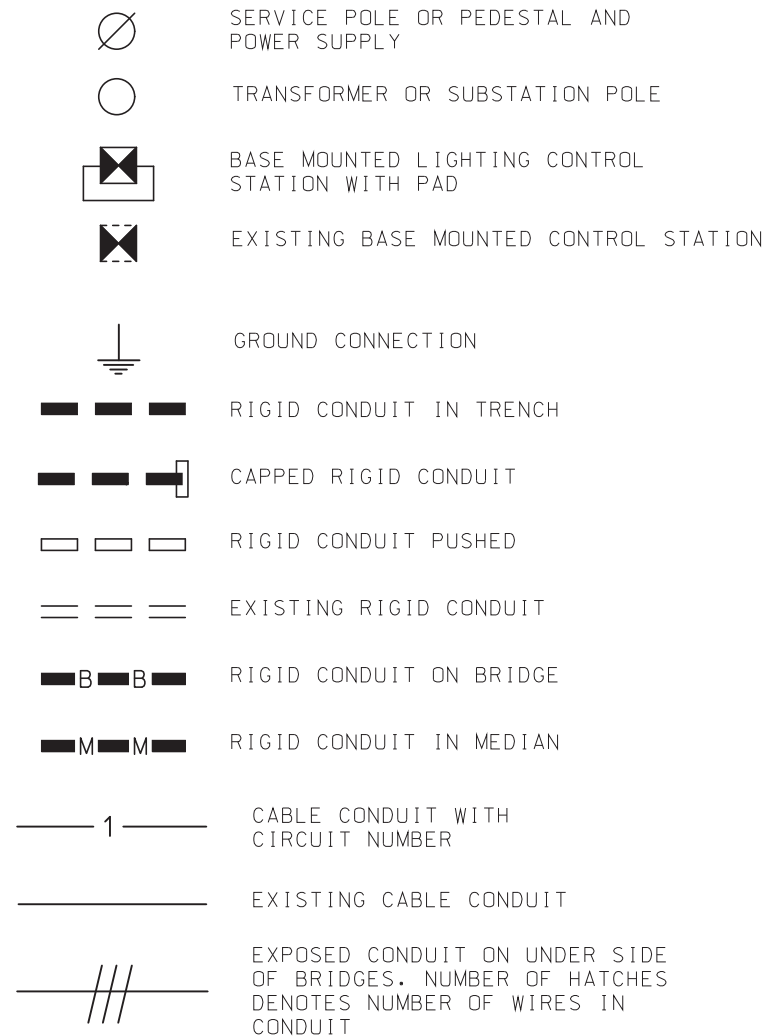 SERVICE POLE OR PEDESTAL AND
POWER SUPPLY
TRANSFORMER OR SUBSTATION POLE
BASE MOUNTED LIGHTING CONTROL
STATION WITH PAD
EXISTING BASE MOUNTED CONTROL STATION
GROUND CONNECTION
RIGID CONDUIT IN TRENCH
CAPPED RIGID CONDUIT
RIGID CONDUIT PUSHED
EXISTING RIGID CONDUIT
B B RIGID CONDUIT ON BRIDGE
M M RIGID CONDUIT IN MEDIAN
1 CABLE CONDUIT WITH
CIRCUIT NUMBER
EXISTING CABLE CONDUIT
EXPOSED CONDUIT ON UNDER SIDE
OF BRIDGES. NUMBER OF HATCHES
DENOTES NUMBER OF WIRES IN
CONDUIT